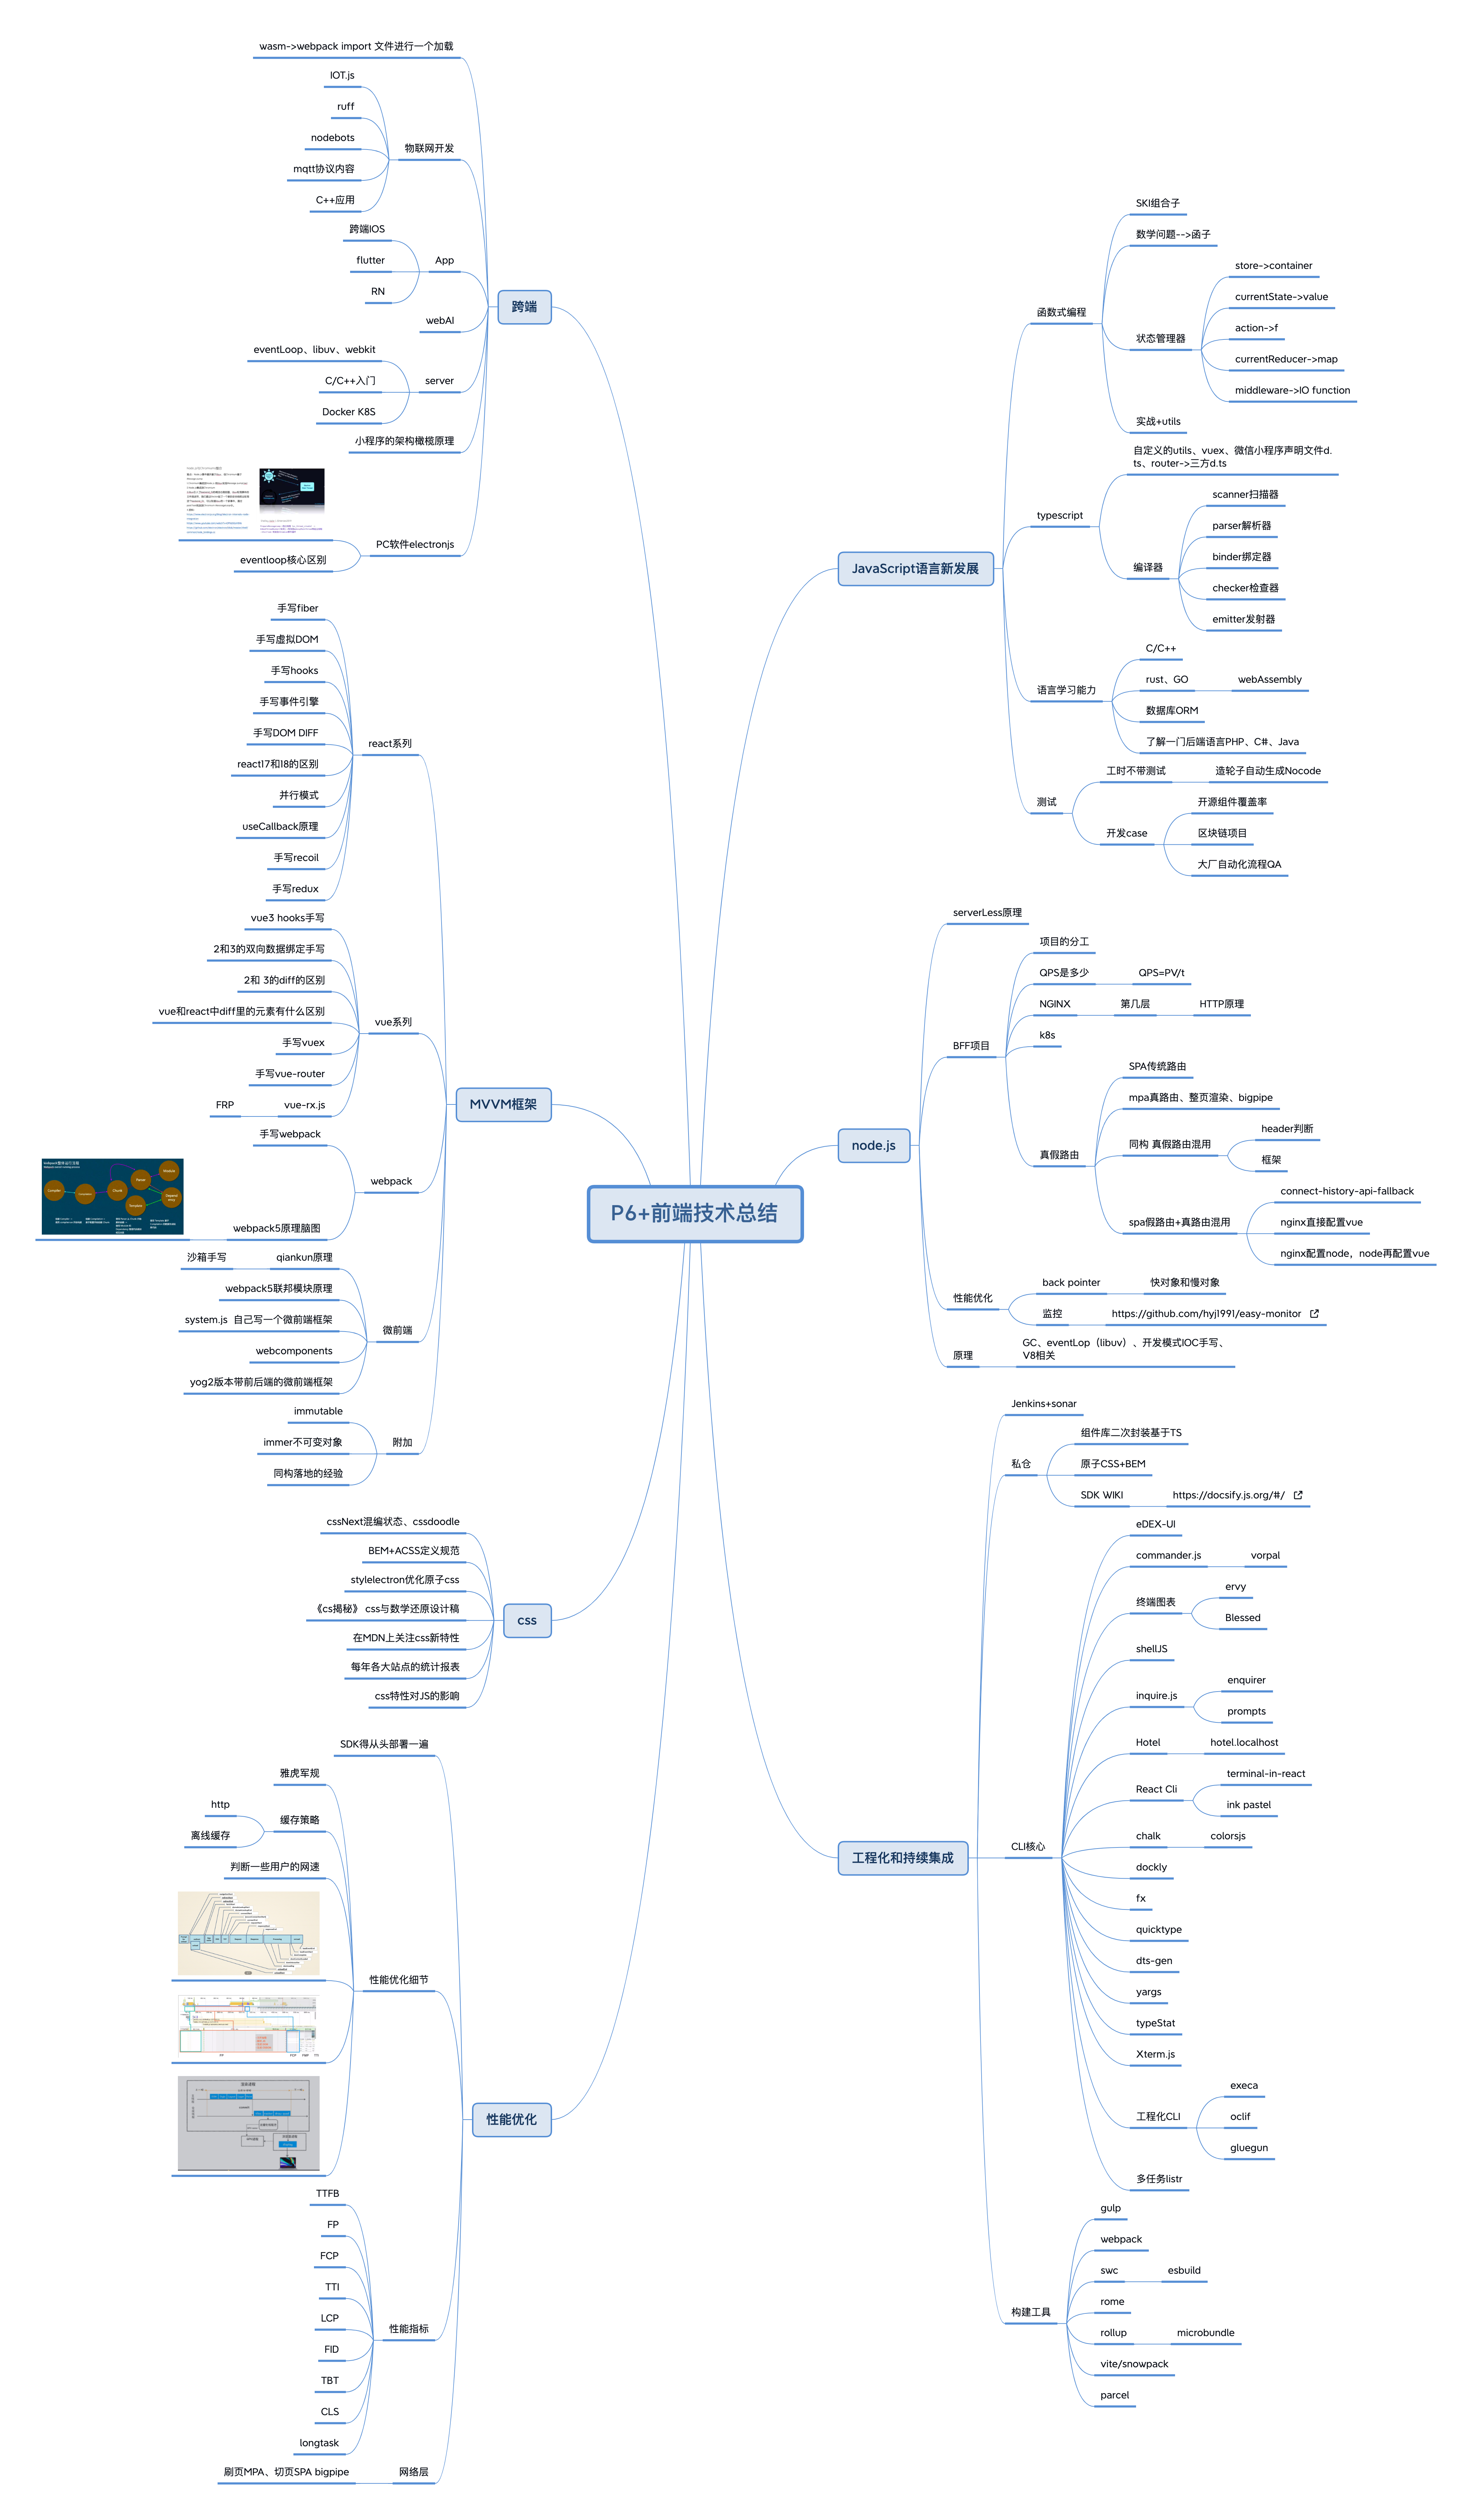 P6+前端技术总结
JavaScript语言新发展
函数式编程
SKI组合子
数学问题-->函子
状态管理器
store->container
currentState->value
action->f
currentReducer->map
middleware->IO function
实战+utils
typescript
自定义的utils、vuex、微信小程序声明文件d.
ts、router->三方d.ts
编译器
scanner扫描器
parser解析器
binder绑定器
checker检查器
emitter发射器
语言学习能力
C/C++
rust、GO
webAssembly
数据库ORM
了解一门后端语言PHP、C#、Java
测试
工时不带测试
造轮子自动生成Nocode
开发case
开源组件覆盖率
区块链项目
大厂自动化流程QA
node.js
serverLess原理
BFF项目
项目的分工
QPS是多少
QPS=PV/t
NGINX
第几层
HTTP原理
k8s
真假路由
SPA传统路由
mpa真路由、整页渲染、bigpipe
同构 真假路由混用
header判断
框架
spa假路由+真路由混用
connect-history-api-fallback
nginx直接配置vue
nginx配置node，node再配置vue
性能优化
back pointer
快对象和慢对象
监控
https://github.com/hyj1991/easy-monitor
原理
GC、eventLop（libuv）、开发模式IOC手写、
V8相关
工程化和持续集成
Jenkins+sonar
私仓
组件库二次封装基于TS
原子CSS+BEM
SDK WIKI
https://docsify.js.org/#/
CLI核心
eDEX-UI
commander.js
vorpal
终端图表
ervy
Blessed
shellJS
inquire.js
enquirer
prompts
Hotel
hotel.localhost
React Cli
terminal-in-react
ink pastel
chalk
colorsjs
dockly
fx
quicktype
dts-gen
yargs
typeStat
Xterm.js
工程化CLI
execa
oclif
gluegun
多任务listr
构建工具
gulp
webpack
swc
esbuild
rome
rollup
microbundle
vite/snowpack
parcel
跨端
wasm->webpack import 文件进行一个加载
物联网开发
IOT.js
ruff
nodebots
mqtt协议内容
C++应用
App
跨端IOS
flutter
RN
webAI
server
eventLoop、libuv、webkit
C/C++入门
Docker K8S
小程序的架构橄榄原理
PC软件electronjs
eventloop核心区别
MVVM框架
react系列
手写fiber
手写虚拟DOM
手写hooks
手写事件引擎
手写DOM DIFF
react17和18的区别
并行模式
useCallback原理
手写recoil
手写redux
vue系列
vue3 hooks手写
2和3的双向数据绑定手写
2和 3的diff的区别
vue和react中diff里的元素有什么区别
手写vuex
手写vue-router
vue-rx.js
FRP
webpack
手写webpack
webpack5原理脑图
微前端
qiankun原理
沙箱手写
webpack5联邦模块原理
system.js 自己写一个微前端框架
webcomponents
yog2版本带前后端的微前端框架
附加
immutable
immer不可变对象
同构落地的经验
css
cssNext混编状态、cssdoodle
BEM+ACSS定义规范
stylelectron优化原子css
《cs揭秘》 css与数学还原设计稿
在MDN上关注css新特性
每年各大站点的统计报表
css特性对JS的影响
性能优化
SDK得从头部署一遍
性能优化细节
雅虎军规
缓存策略
http
离线缓存
判断一些用户的网速
性能指标
TTFB
FP
FCP
TTI
LCP
FID
TBT
CLS
longtask
网络层
刷页MPA、切页SPA bigpipe